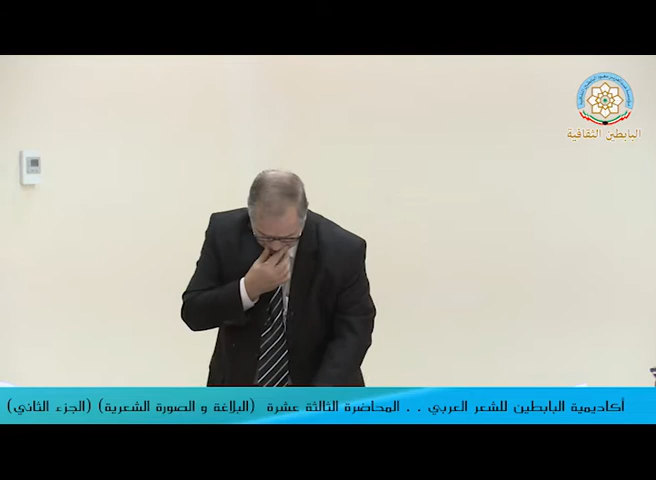 البابطين الثقافية
أكاديمية البابطين للشعر العربي . . المحاضرة الثالثة عشرة (البلاغة و الصورة الشعرية) (الجزء الثاني)